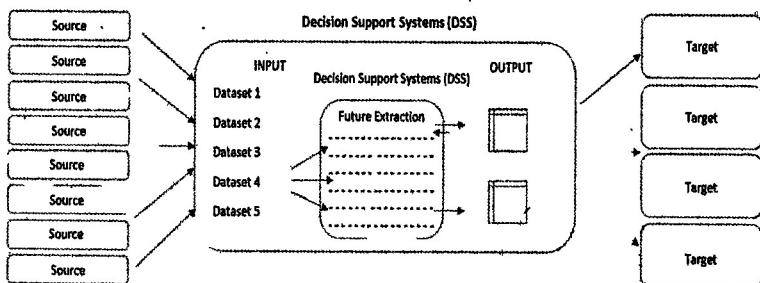 Decision Support Systems (DSS)
Source
Source
Source
Source
Source
Source
Source
Source
INPUT
Dataset 1
Dataset 2
Dataset 3
Dataset 4
Dataset 5
Decision Support Systems (DSS)
Future Extraction
OUTPUT
Target
Target
Target
Target